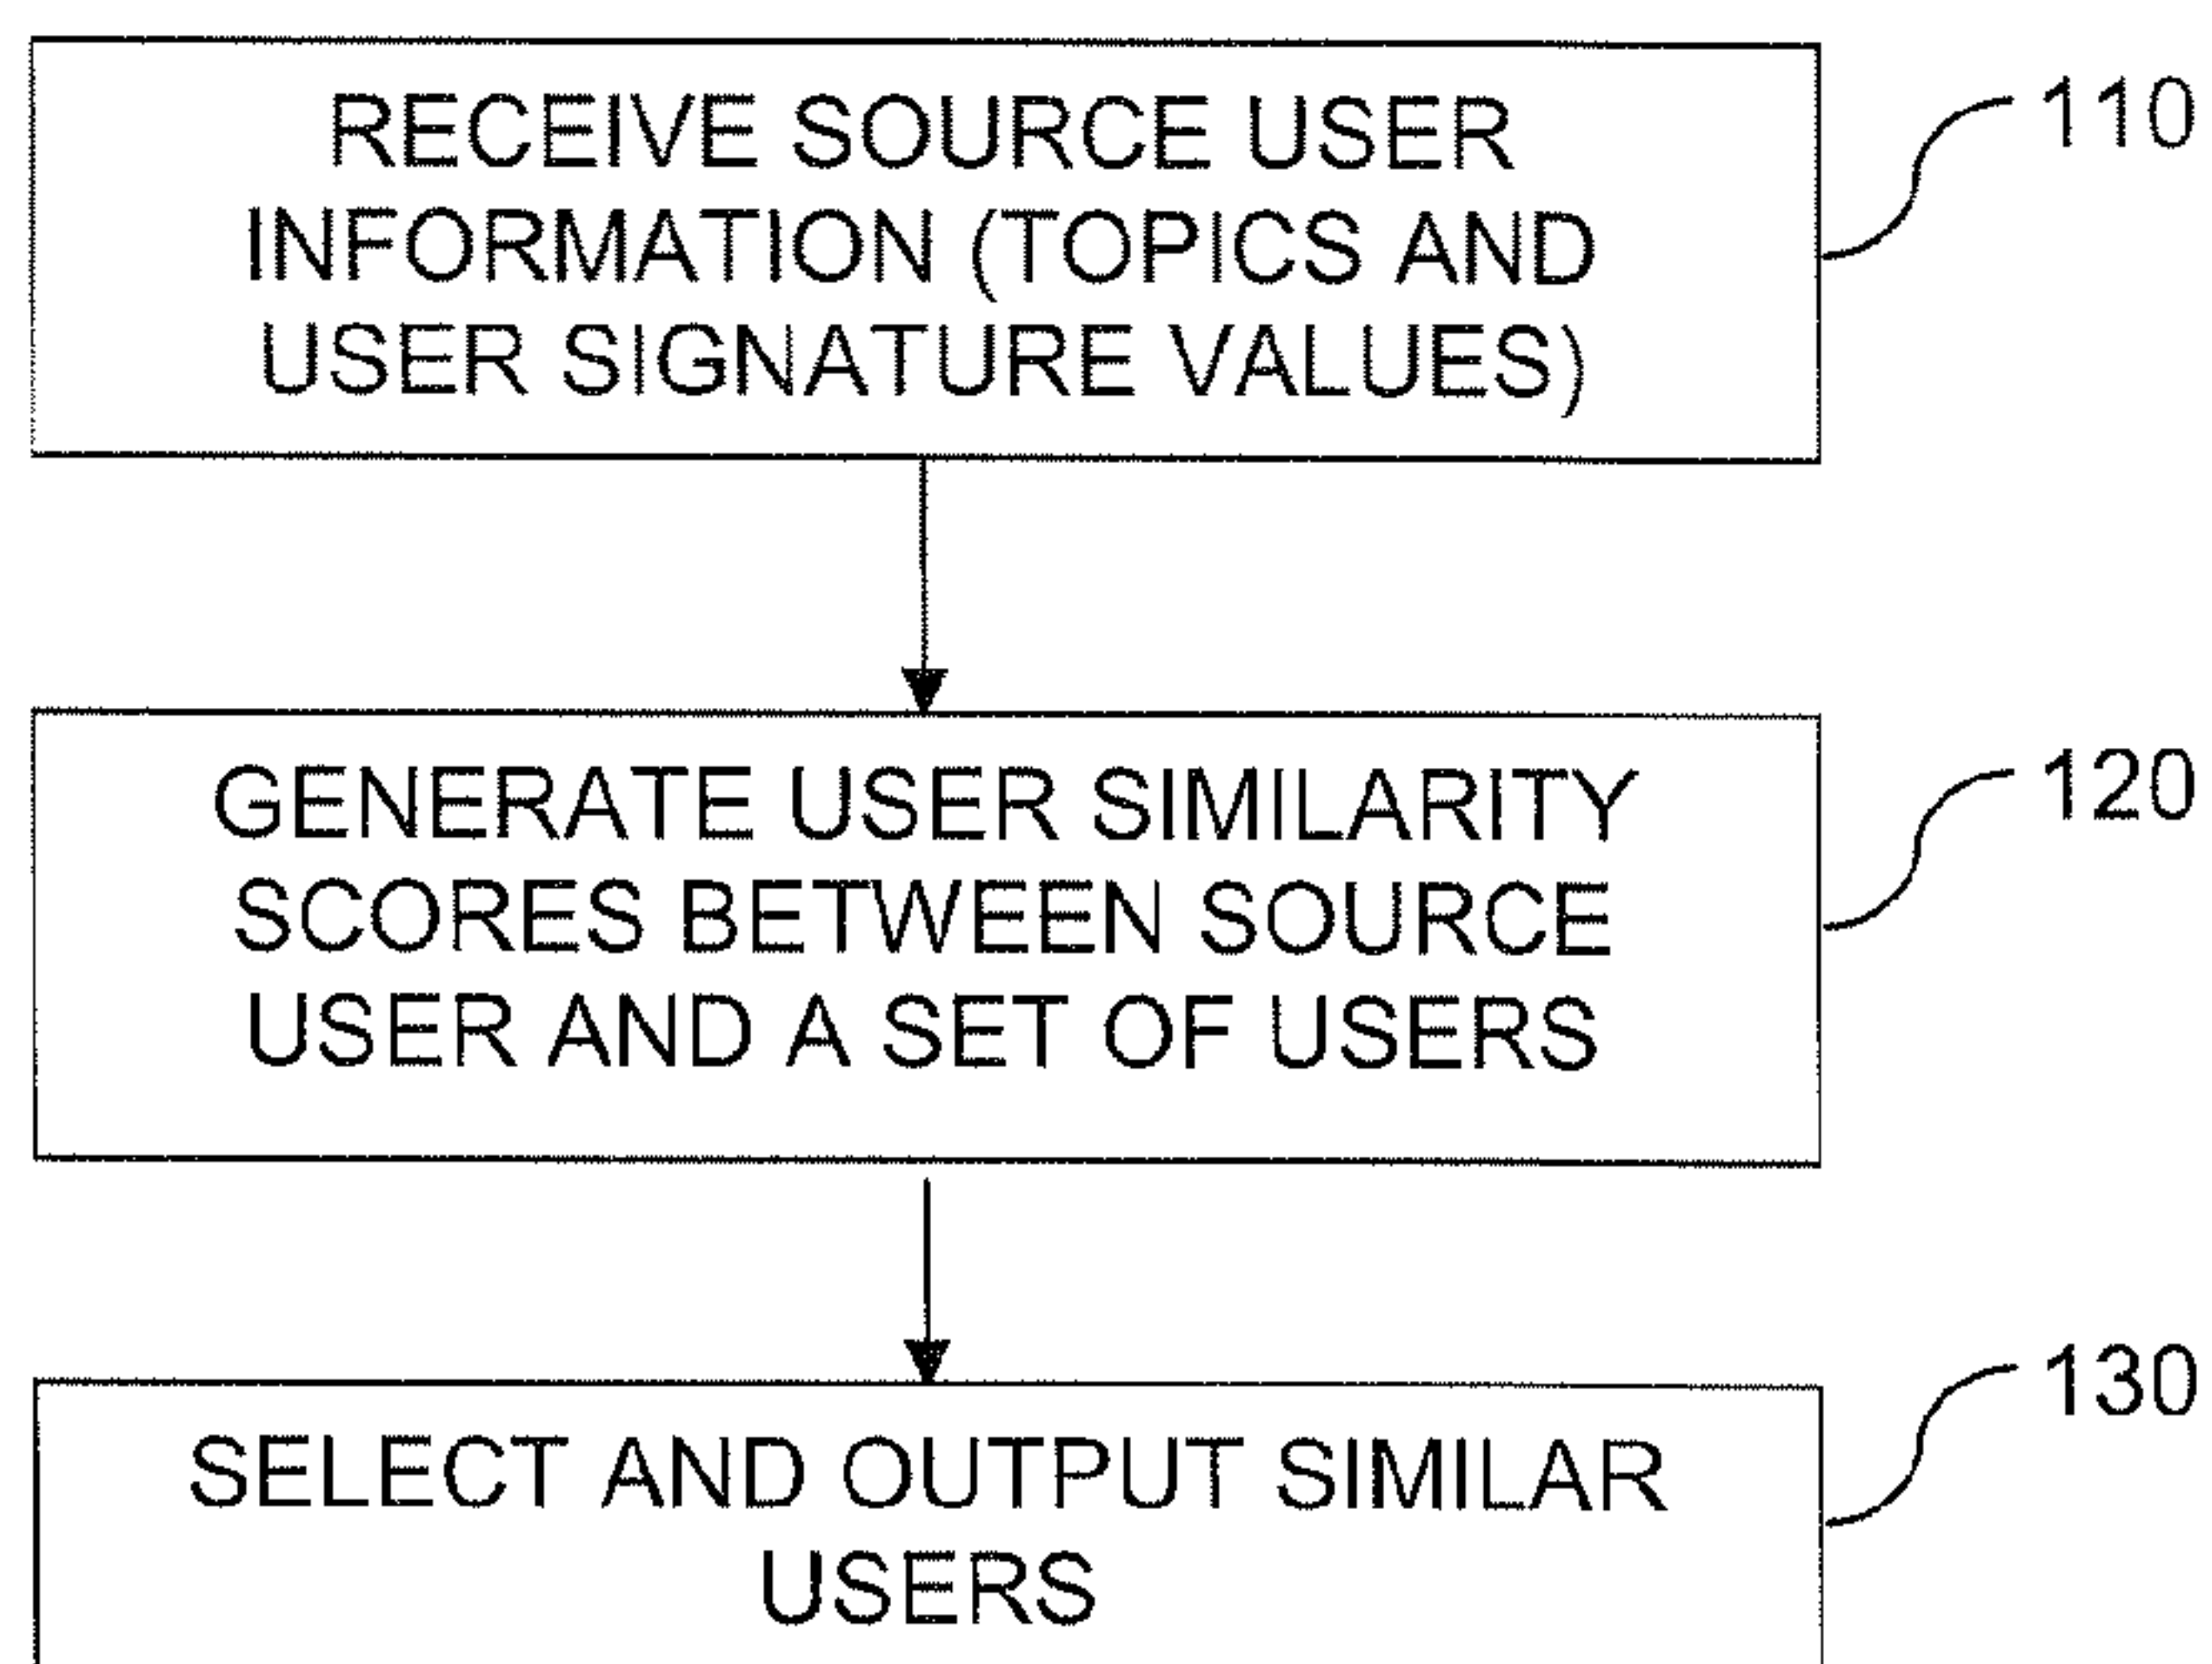 RECEIVE SOURCE USER
INFORMATION (TOPICS AND
USER SIGNATURE VALUES)
110
GENERATE USER SIMILARITY
SCORES BETWEEN SOURCE
USER AND A SET OF USERS
120
SELECT AND OUTPUT SIMILAR
USERS
130